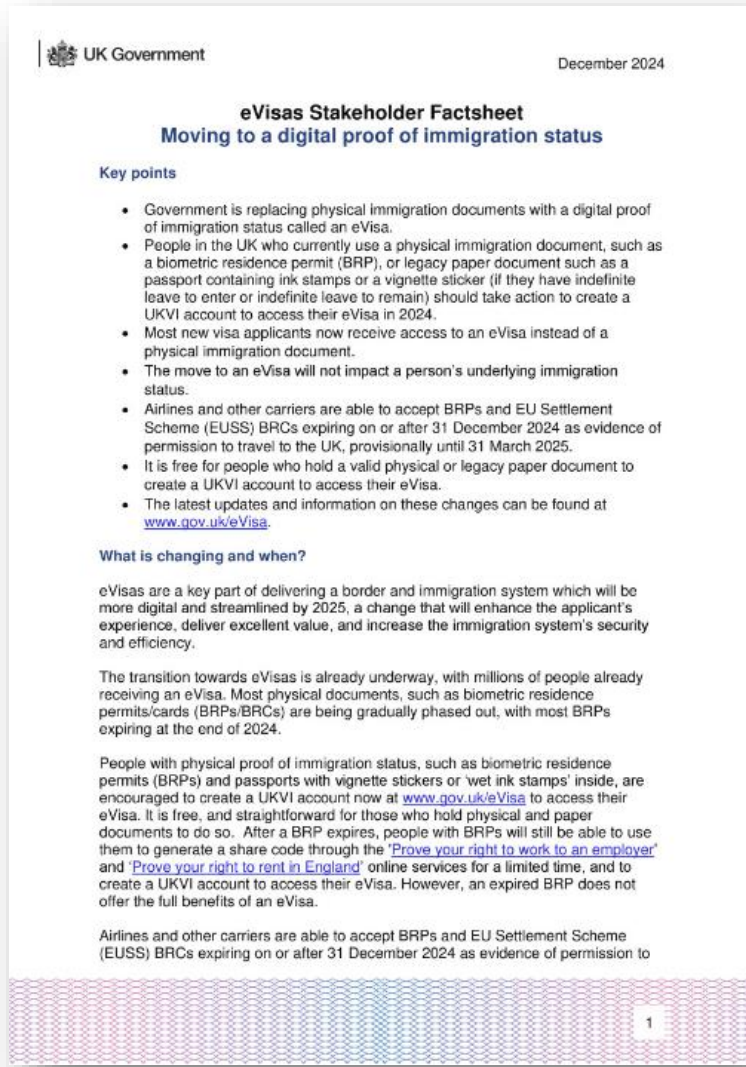 UK Government
December 2024
eVisas Stakeholder Factsheet
Moving to a digital proof of immigration status
Key points
• Government is replacing physical immigration documents with a digital proof
of immigration status called an eVisa.
• People in the UK who currently use a physical immigration document, such as
a biometric residence permit (BRP), or legacy paper document such as a
passport containing ink stamps or a vignette sticker (if they have indefinite
leave to enter or indefinite leave to remain) should take action to create a
UKVI account to access their eVisa in 2024.
• Most new visa applicants now receive access to an eVisa instead of a
physical immigration document.
• The move to an eVisa will not impact a person's underlying immigration
status.
• Airlines and other carriers are able to accept BRPs and EU Settlement
Scheme (EUSS) BRCs expiring on or after 31 December 2024 as evidence of
permission to travel to the UK, provisionally until 31 March 2025.
• It is free for people who hold a valid physical or legacy paper document to
create a UKVI account to access their eVisa.
• The latest updates and information on these changes can be found at
www.gov.uk/eVisa.
What is changing and when?
eVisas are a key part of delivering a border and immigration system which will be
more digital and streamlined by 2025, a change that will enhance the applicant's
experience, deliver excellent value, and increase the immigration system's security
and efficiency.
The transition towards eVisas is already underway, with millions of people already
receiving an eVisa. Most physical documents, such as biometric residence
permits/cards (BRPs/BRCs) are being gradually phased out, with most BRPs
expiring at the end of 2024.
People with physical proof of immigration status, such as biometric residence
permits (BRPs) and passports with vignette stickers or 'wet ink stamps' inside, are
encouraged to create a UKVI account now at www.gov.uk/eVisa to access their
eVisa. It is free, and straightforward for those who hold physical and paper
documents to do so. After a BRP expires, people with BRPs will still be able to use
them to generate a share code through the 'Prove your right to work to an employer'
and 'Prove your right to rent in England' online services for a limited time, and to
create a UKVI account to access their eVisa. However, an expired BRP does not
offer the full benefits of an eVisa.
Airlines and other carriers are able to accept BRPs and EU Settlement Scheme
(EUSS) BRCs expiring on or after 31 December 2024 as evidence of permission to
1